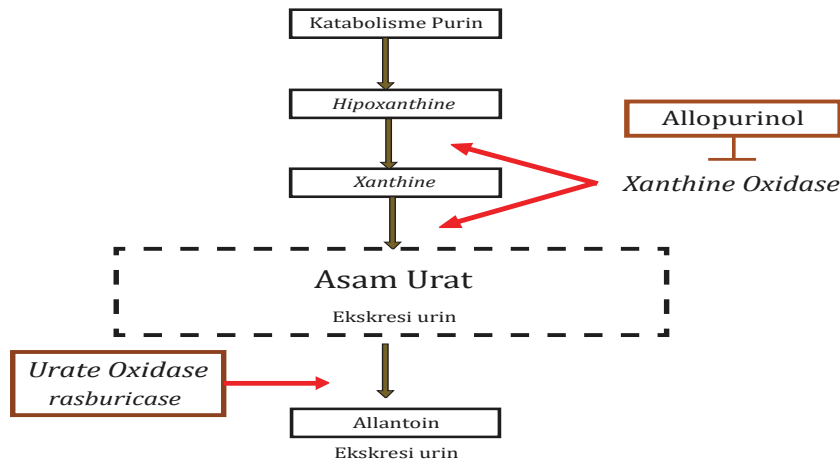 Katabolisme Purin
Hipoxanthine
Allopurinol
Xanthine
Xanthine Oxidase
Asam Urat
Ekskresi urin
Urate Oxidase
rasburicase
Allantoin
Ekskresi urin